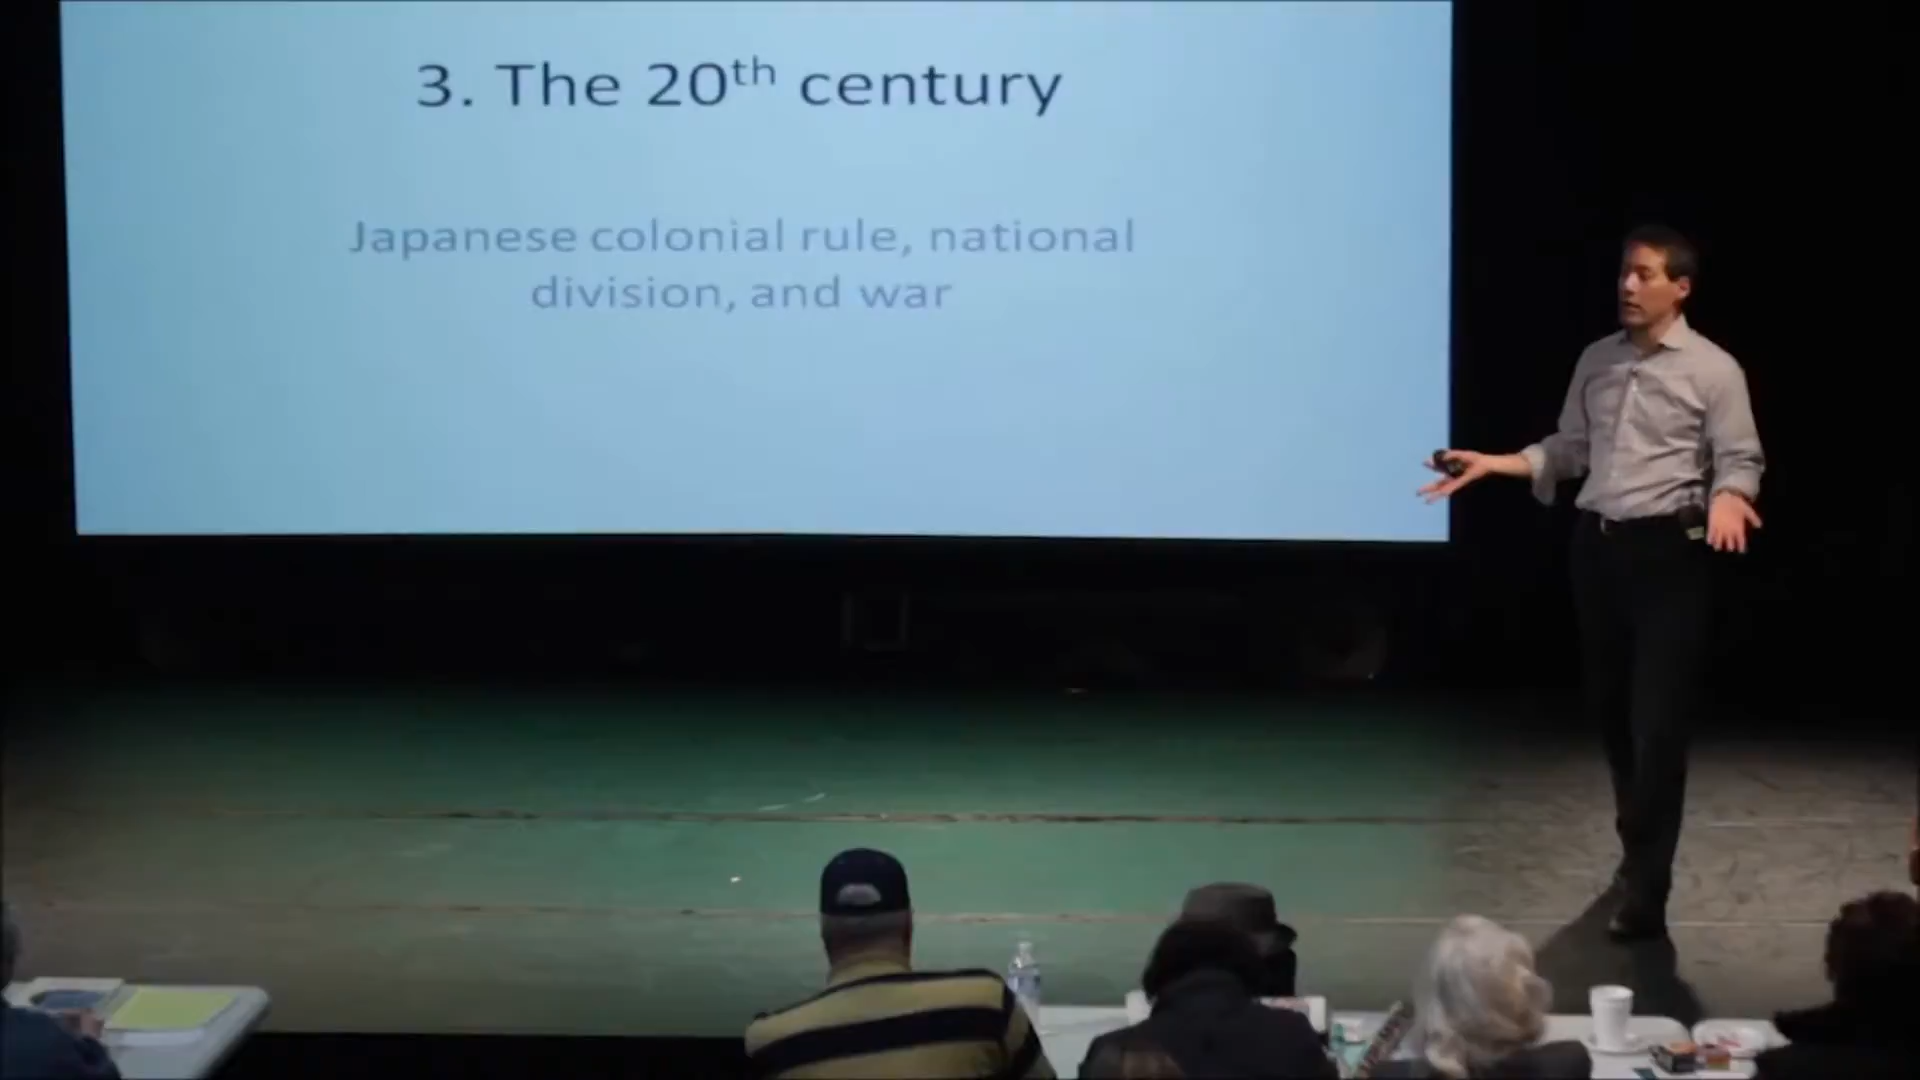 3. The 20th century
Japanese colonial rule, national
division, and war